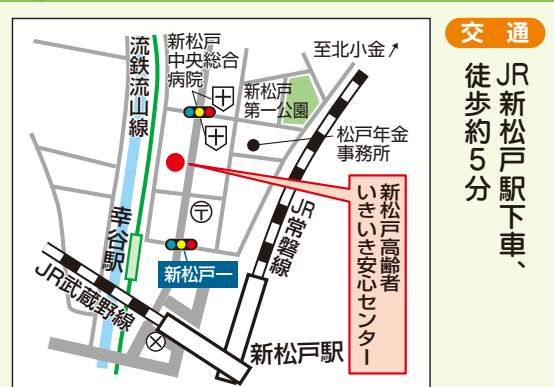 交通
JR新松戸駅下車、
徒歩約5分
流鉄流山線
新松戸
中央総合
病院
至北小金
新松戸
第一公園
松戸年金
事務所
新松戸高齢者
いきいき安心センター
JR常磐線
幸谷駅
新松戸一
JR武蔵野線
新松戸駅